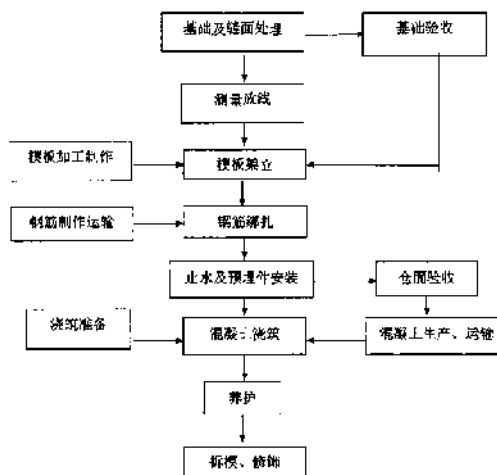 基础及缝面处理
基础验收
测量放线
模板加工制作
模板架立
钢筋制作运输
钢筋绑扎
止水及预埋件安装
仓面验收
浇筑准备
混凝土浇筑
混凝土生产、运输
养护
拆模、修饰